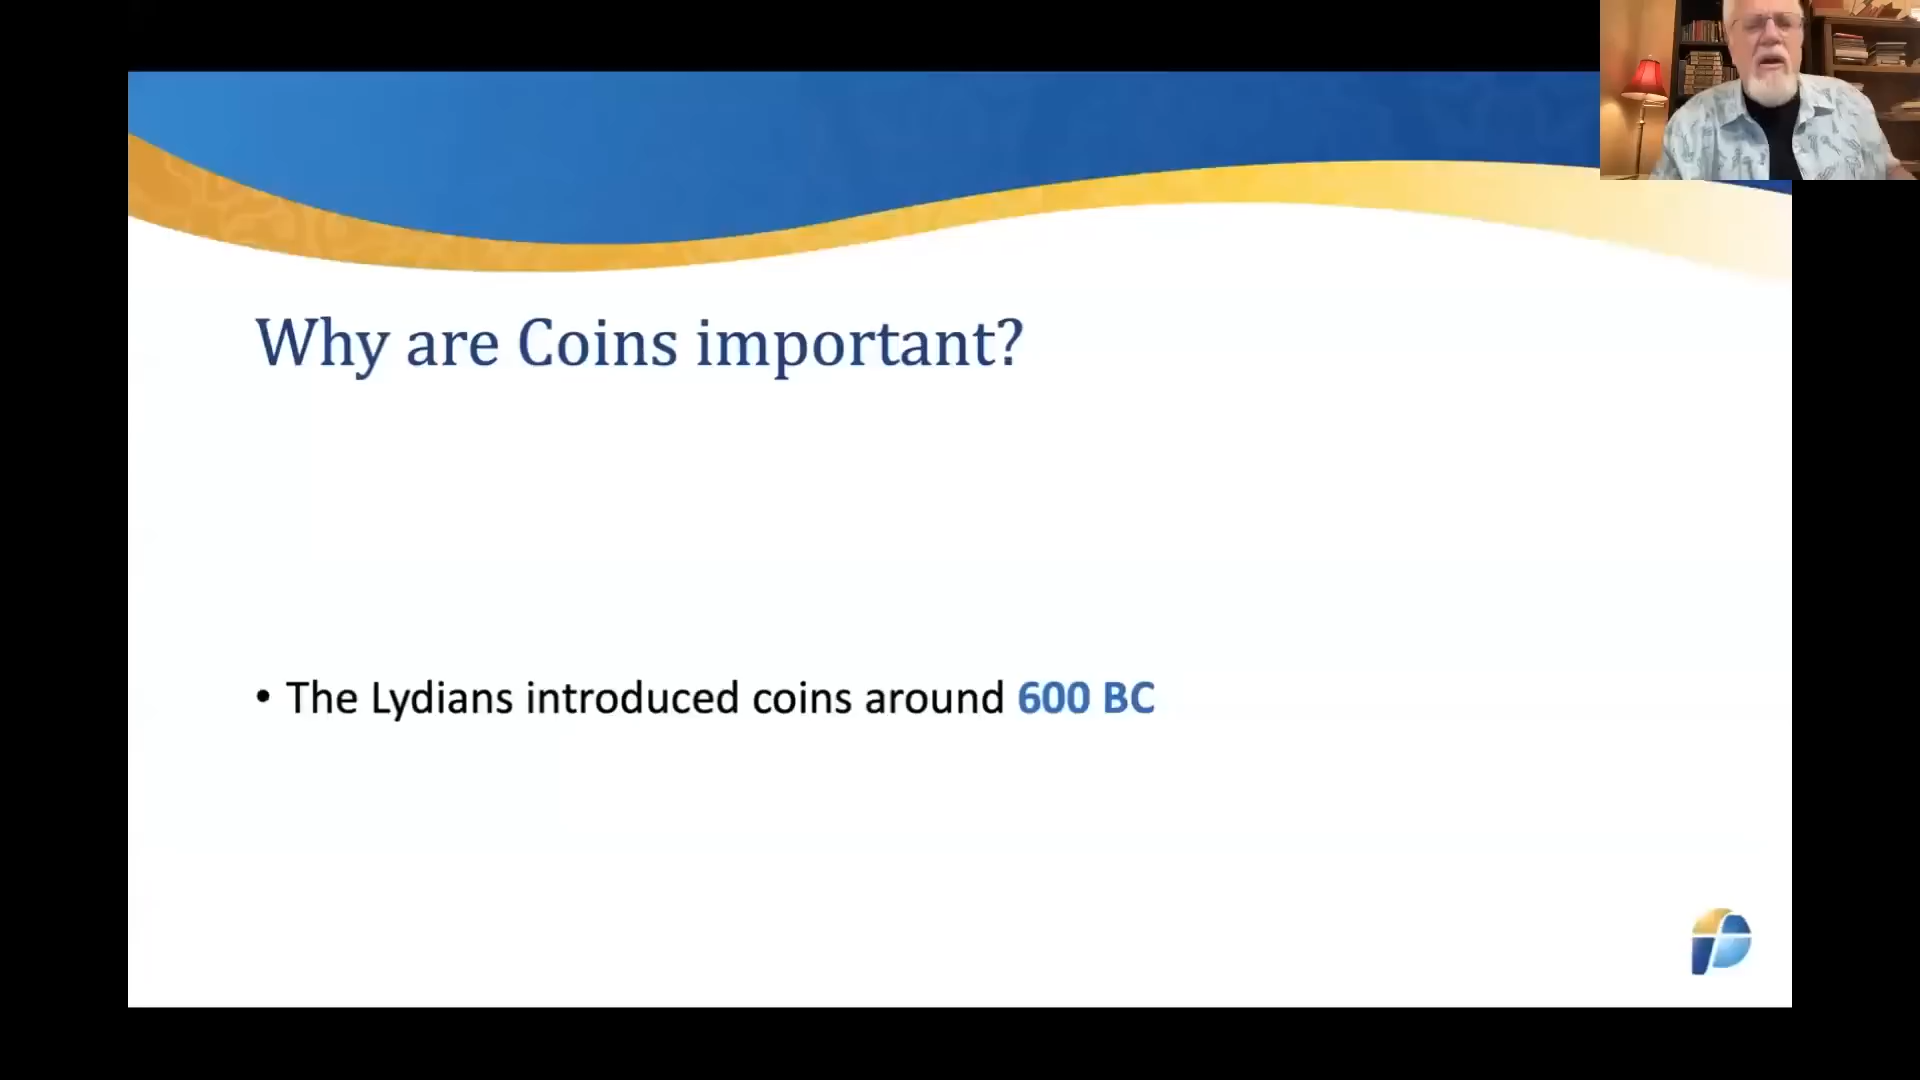 Why are Coins important?
• The Lydians introduced coins around 600 BC